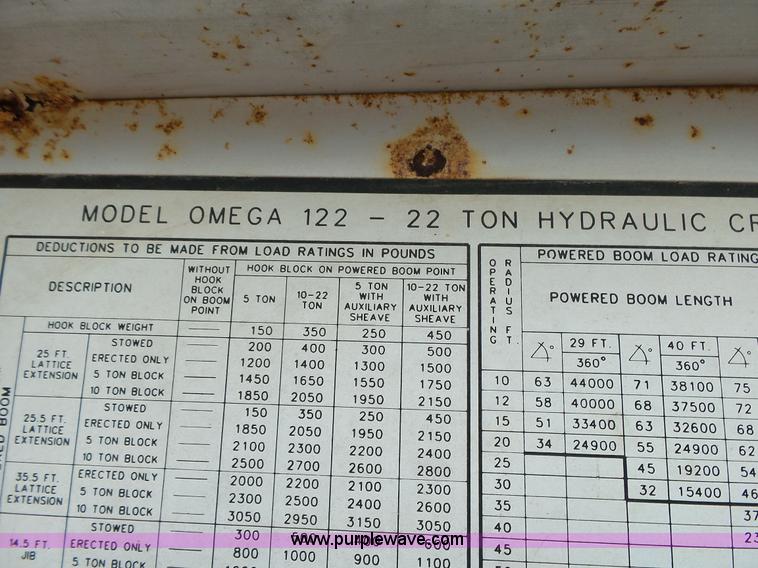 MODEL OMEGA 122 - 22 TON HYDRAULIC
DEDUCTIONS TO BE MADE FROM LOAD RATINGS IN POUNDS
DESCRIPTION WITHOUT HOOK BLOCK ON BOOM POINT HOOK BLOCK ON POWERED BOOM POINT
5 TON 10-22 TON 5 TON WITH AUXILIARY SHEAVE 10-22 TON WITH AUXILIARY SHEAVE
HOOK BLOCK WEIGHT 150 350 250 450
25 FT. LATTICE EXTENSION
STOWED 200 400 300 500
ERECTED ONLY 1200 1400 1300 1500
5 TON BLOCK 1450 1650 1550 1750
10 TON BLOCK 1850 2050 1950 2150
25.5 FT. LATTICE EXTENSION
STOWED 150 350 250 450
ERECTED ONLY 1850 2050 1950 2150
5 TON BLOCK 2100 2300 2200 2400
10 TON BLOCK 2500 2700 2600 2800
35.5 FT. LATTICE EXTENSION
ERECTED ONLY 2000 2200 2100 2300
5 TON BLOCK 2300 2500 2400 2600
10 TON BLOCK 3050 2950 3150 3050
14.5 FT. JIB
STOWED 300
ERECTED ONLY 800 1000 900 1100
5 TON BLOCK
BOOM
OPERATING RADIUS FT. POWERED BOOM LOAD
POWERED BOOM LENGTH
29 FT. 40 FT.
360° 360°
10 63 44000 71 38100 75
12 58 40000 68 37500 72
15 51 33400 63 32600 68
20 34 24900 55 24900 62
25 45 19200 54
30 32 15400 46
35 37
40 23
45
www.purplewave.com